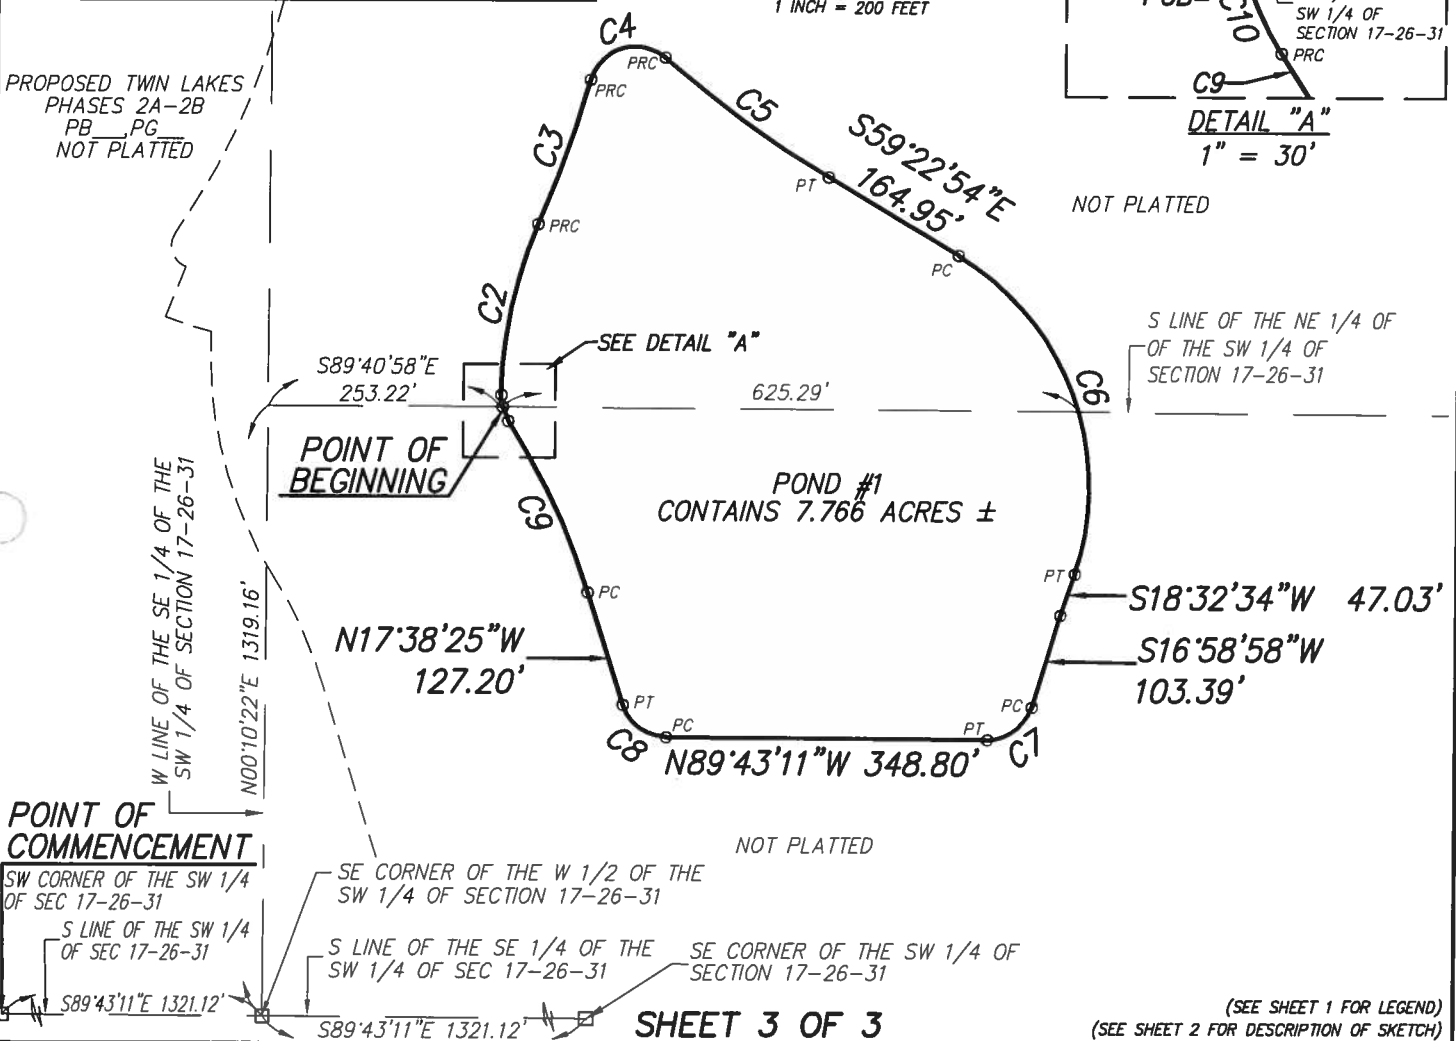 1 INCH = 200 FEET
SW 1/4 OF
SECTION 17-26-31
C10
PRC
C9
DETAIL "A"
1" = 30'
NOT PLATTED
PROPOSED TWIN LAKES
PHASES 2A-2B
PB___,PG___
NOT PLATTED
C4
PRC
PRC
C5
C3
S59°22'54"E
164.95'
PT
PRC
PC
C2
S LINE OF THE NE 1/4 OF
OF THE SW 1/4 OF
SECTION 17-26-31
SEE DETAIL "A"
S89°40'58"E
253.22'
625.29'
C6
POINT OF
BEGINNING
POND #1
CONTAINS 7.766 ACRES ±
C9
W LINE OF THE SE 1/4 OF THE
SW 1/4 OF SECTION 17-26-31
N00°10'22"E 1319.16'
PC
PT
S18°32'34"W 47.03'
N17°38'25"W
127.20'
S16°58'58"W
103.39'
PT
PC
PC
PT
C8
C7
N89°43'11"W 348.80'
POINT OF
COMMENCEMENT
SW CORNER OF THE SW 1/4
OF SEC 17-26-31
S LINE OF THE SW 1/4
OF SEC 17-26-31
S89°43'11"E 1321.12'
NOT PLATTED
SE CORNER OF THE W 1/2 OF THE
SW 1/4 OF SECTION 17-26-31
S LINE OF THE SE 1/4 OF THE
SW 1/4 OF SEC 17-26-31
SE CORNER OF THE SW 1/4 OF
SECTION 17-26-31
S89°43'11"E 1321.12'
SHEET 3 OF 3
(SEE SHEET 1 FOR LEGEND)
(SEE SHEET 2 FOR DESCRIPTION OF SKETCH)